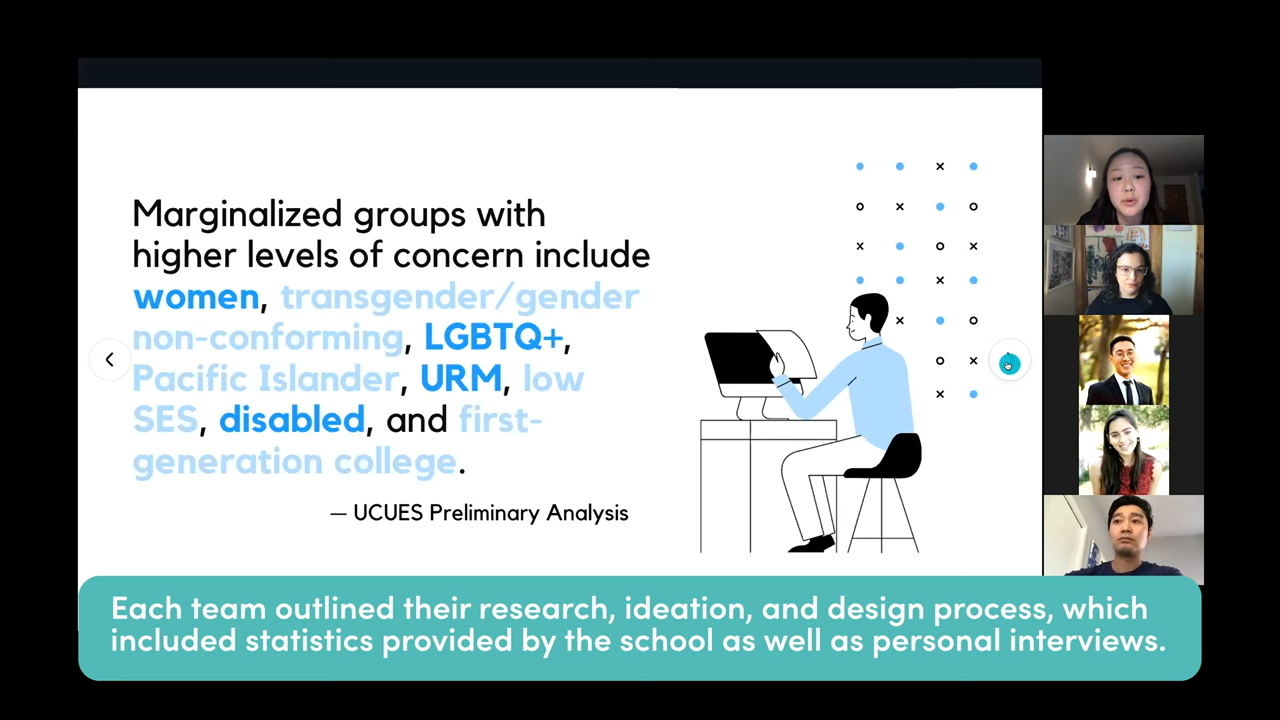 Marginalized groups with
higher levels of concern include
women, transgender/gender
non-conforming, LGBTQ+,
Pacific Islander, URM, low
SES, disabled, and first-
generation college.
— UCUES Preliminary Analysis
Each team outlined their research, ideation, and design process, which
included statistics provided by the school as well as personal interviews.